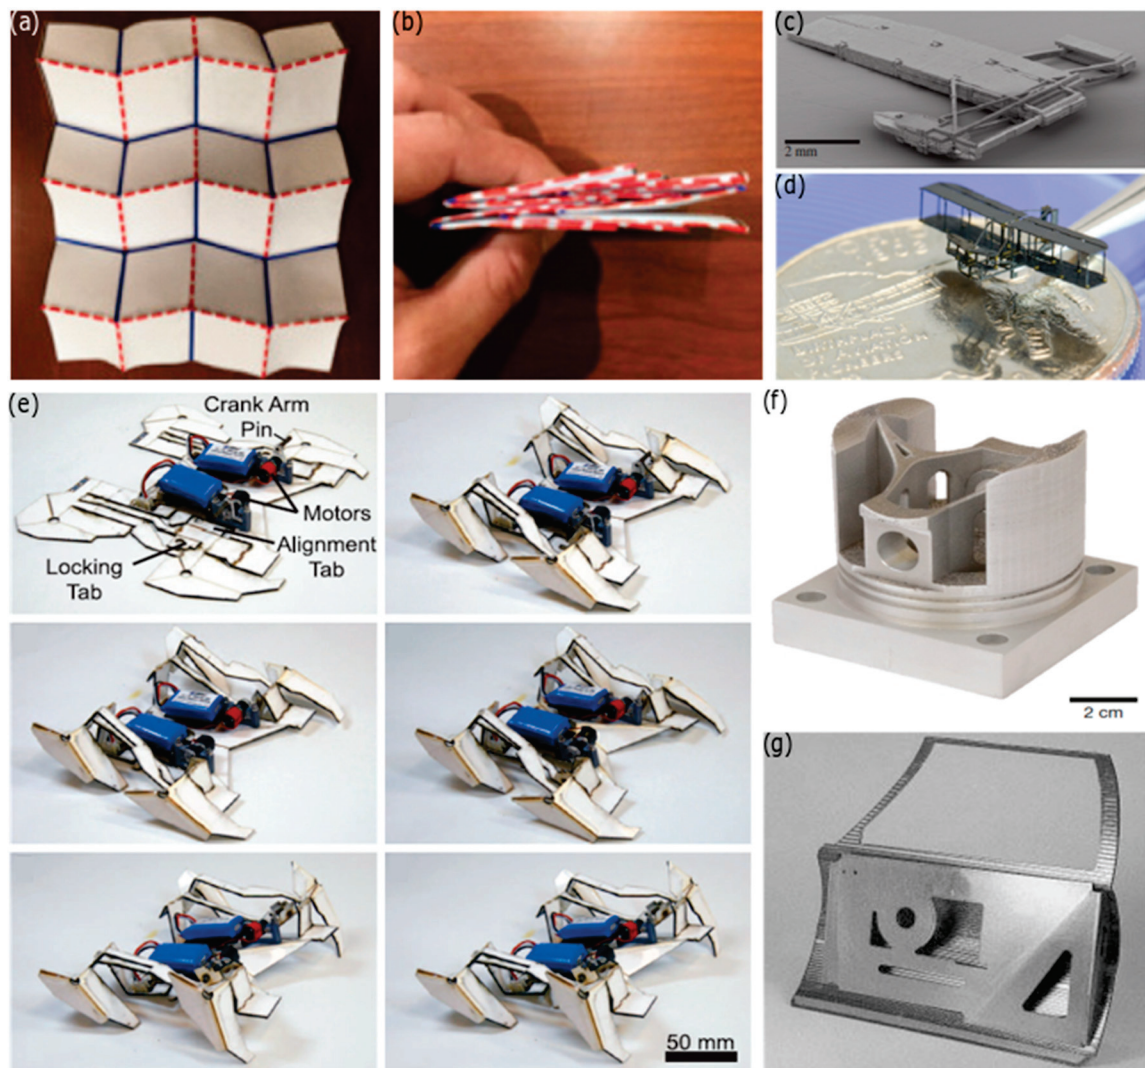 (a)
(b)
(c)
2 mm
(d)
(e)
Crank Arm
Pin
Motors
Alignment
Tab
Locking
Tab
50 mm
(f)
2 cm
(g)